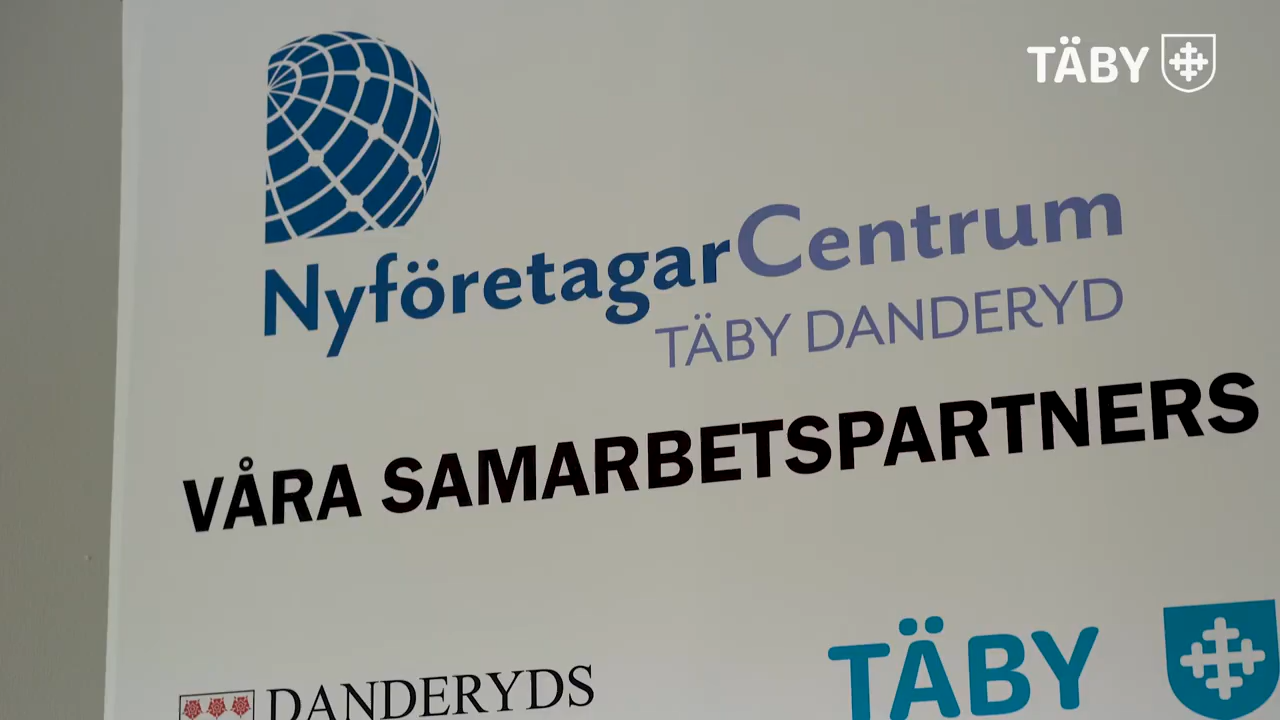 TÄBY
NyföretagarCentrum
TÄBY DANDERYD
VÅRA SAMARBETSPARTNERS
DANDERYDS
TÄBY